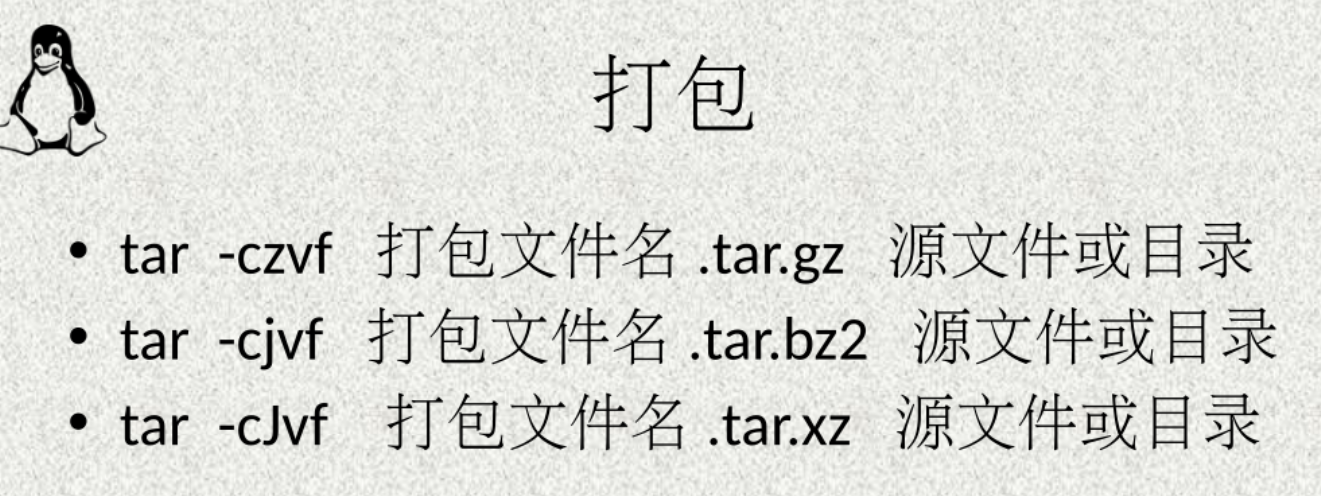 打包
• tar -czvf 打包文件名 .tar.gz 源文件或目录
• tar -cjvf 打包文件名 .tar.bz2 源文件或目录
• tar -cJvf 打包文件名 .tar.xz 源文件或目录